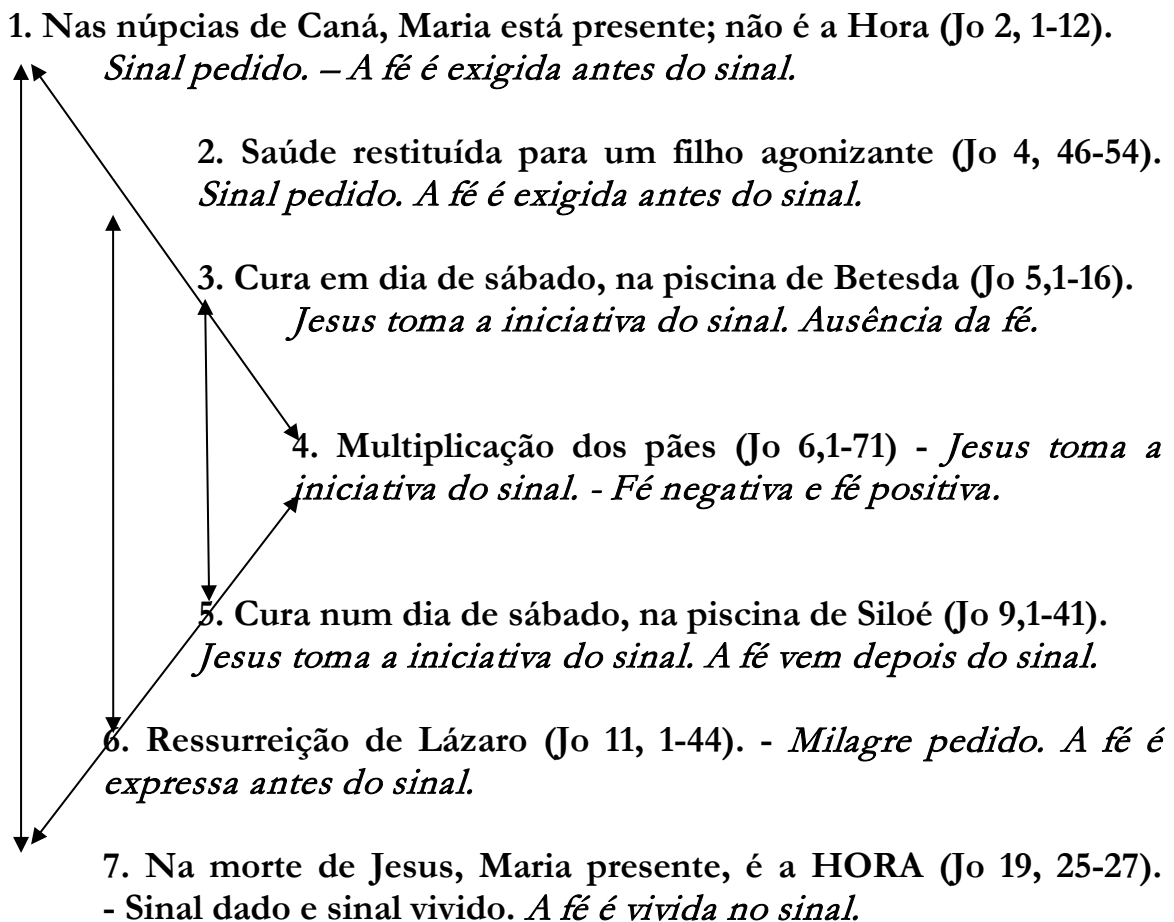 1. Nas núpcias de Caná, Maria está presente; não é a Hora (Jo 2, 1-12).
Sinal pedido. – A fé é exigida antes do sinal.
2. Saúde restituída para um filho agonizante (Jo 4, 46-54).
Sinal pedido. A fé é exigida antes do sinal.
3. Cura em dia de sábado, na piscina de Betesda (Jo 5,1-16).
Jesus toma a iniciativa do sinal. Ausência da fé.
4. Multiplicação dos pães (Jo 6,1-71) - Jesus toma a
iniciativa do sinal. - Fé negativa e fé positiva.
5. Cura num dia de sábado, na piscina de Siloé (Jo 9,1-41).
Jesus toma a iniciativa do sinal. A fé vem depois do sinal.
6. Ressurreição de Lázaro (Jo 11, 1-44). - Milagre pedido. A fé é
expressa antes do sinal.
7. Na morte de Jesus, Maria presente, é a HORA (Jo 19, 25-27).
- Sinal dado e sinal vivido. A fé é vivida no sinal.